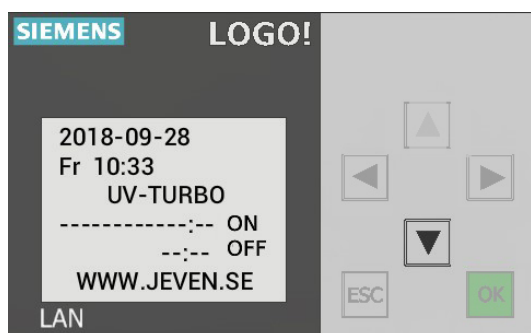 SIEMENS LOGO!
2018-09-28
Fr 10:33
UV-TURBO
------------:-- ON
--:-- OFF
WWW.JEVEN.SE
LAN
ESC
OK